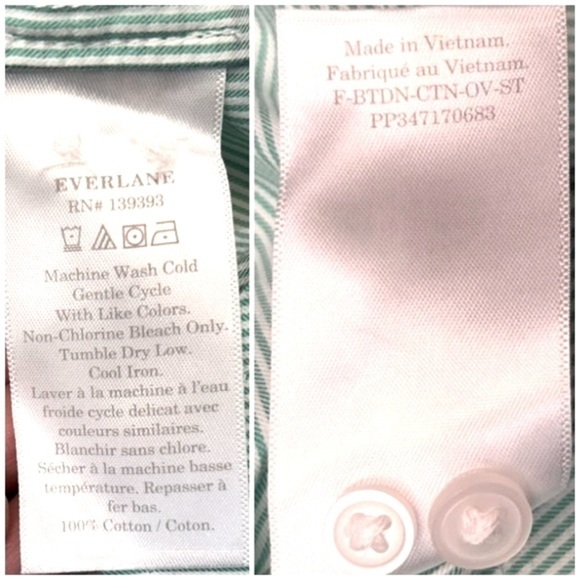 EVERLANE
RN# 139393
Machine Wash Cold
Gentle Cycle
With Like Colors.
Non-Chlorine Bleach Only.
Tumble Dry Low.
Cool Iron.
Laver à la machine à l'eau
froide cycle delicat avec
couleurs similaires.
Blanchir sans chlore.
Sécher à la machine basse
température. Repasser à
fer bas.
100% Cotton / Coton.
Made in Vietnam.
Fabriqué au Vietnam.
F-BTDN-CTN-OV-ST
PP347170683